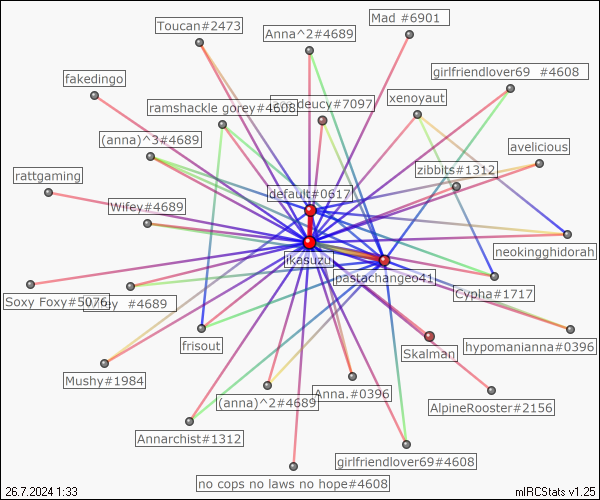 Mad #6901
Toucan#2473
Anna^2#4689
girlfriendlover69 #4608
fakedingo
xenoyaut
ramshackle gorey#4608
deucy#7097
(anna)^3#4689
avelicious
zibbits#1312
rattgaming
default#0617
Wifey#4689
neokingghidorah
ikasuzu
pastachangeo41
Cypha#1717
Soxy Foxy#5076
#4689
frisout
hypomanianna#0396
Skalman
Mushy#1984
Anna.#0396
(anna)^2#4689
AlpineRooster#2156
Annarchist#1312
girlfriendlover69#4608
no cops no laws no hope#4608
26.7.2024 1:33
mIRCStats v1.25